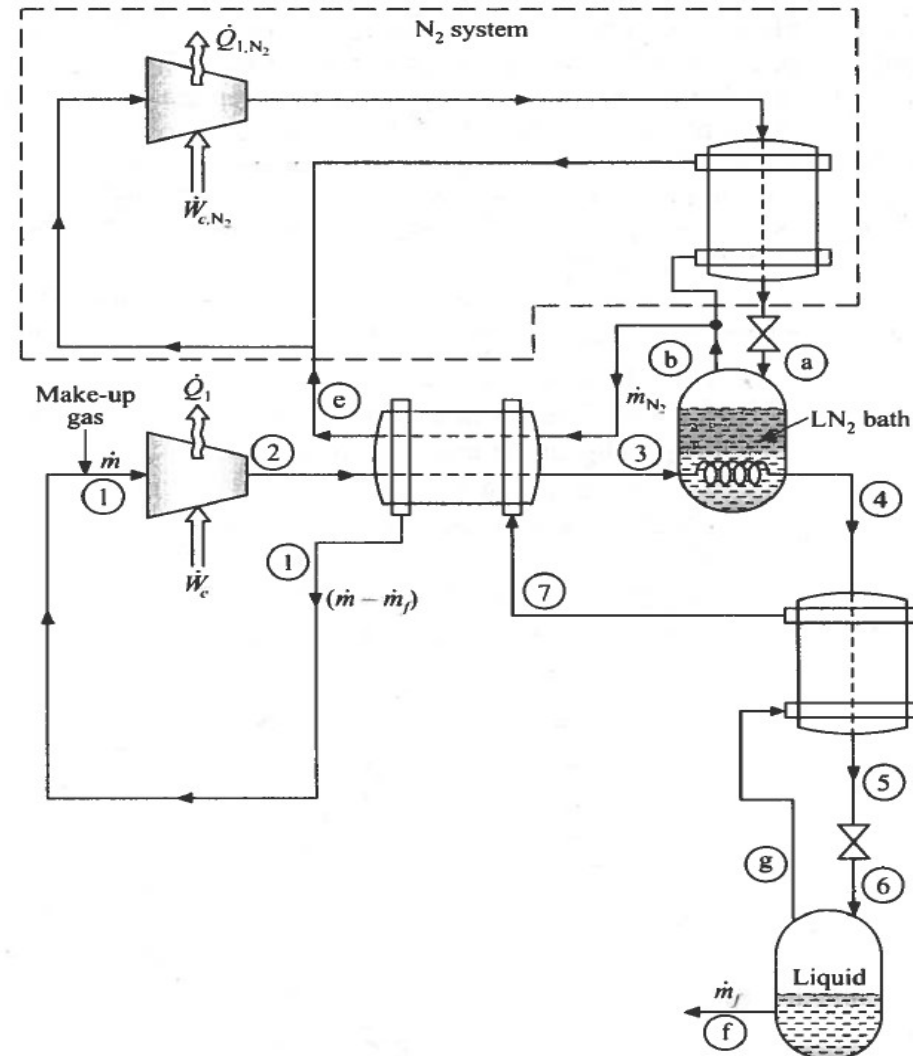 N₂ system
Q̇₁,N₂
Ẇc,N₂
b
a
Make-up
gas
Q̇₁
e
ṁN₂
LN₂ bath
ṁ
2
3
1
4
Ẇc
1
7
(ṁ − ṁf)
5
g
6
Liquid
ṁf
f